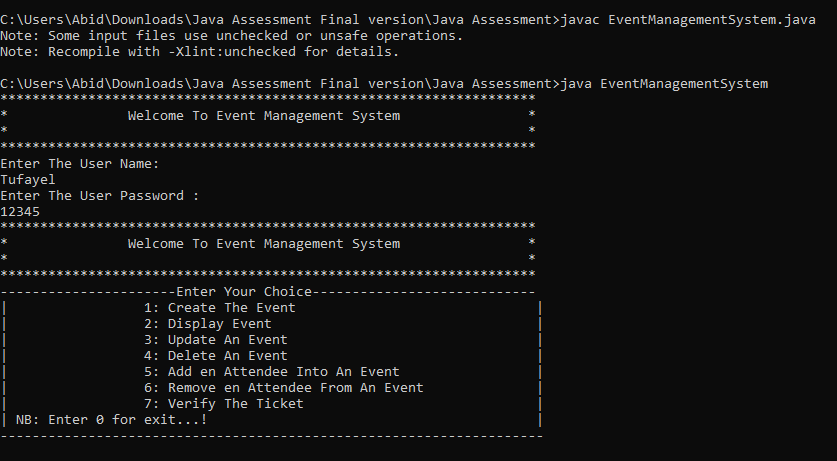 C:\Users\Abid\Downloads\Java Assessment Final version\Java Assessment>javac EventManagementSystem.java
Note: Some input files use unchecked or unsafe operations.
Note: Recompile with -Xlint:unchecked for details.
C:\Users\Abid\Downloads\Java Assessment Final version\Java Assessment>java EventManagementSystem
*******************************************************************
*               Welcome To Event Management System                *
*                                                                 *
*******************************************************************
Enter The User Name:
Tufayel
Enter The User Password :
12345
*******************************************************************
*               Welcome To Event Management System                *
*                                                                 *
*******************************************************************
----------------------Enter Your Choice----------------------------
|                 1: Create The Event                              |
|                 2: Display Event                                 |
|                 3: Update An Event                               |
|                 4: Delete An Event                               |
|                 5: Add en Attendee Into An Event                 |
|                 6: Remove en Attendee From An Event              |
|                 7: Verify The Ticket                             |
| NB: Enter 0 for exit...!                                         |
--------------------------------------------------------------------